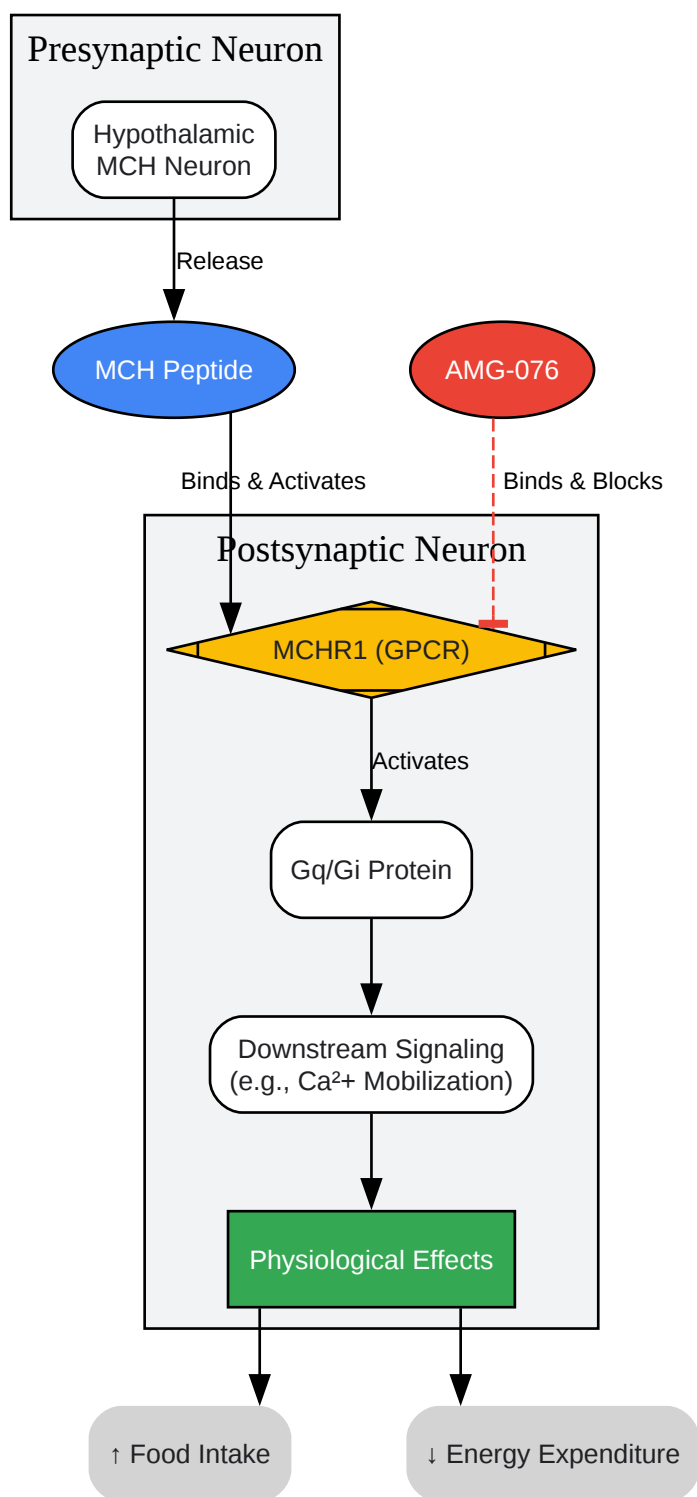 Presynaptic Neuron
Hypothalamic
MCH Neuron
Release
MCH Peptide
AMG-076
Binds & Activates
Binds & Blocks
Postsynaptic Neuron
MCHR1 (GPCR)
Activates
Gq/Gi Protein
Downstream Signaling
(e.g., Ca²+ Mobilization)
Physiological Effects
↑ Food Intake
↓ Energy Expenditure